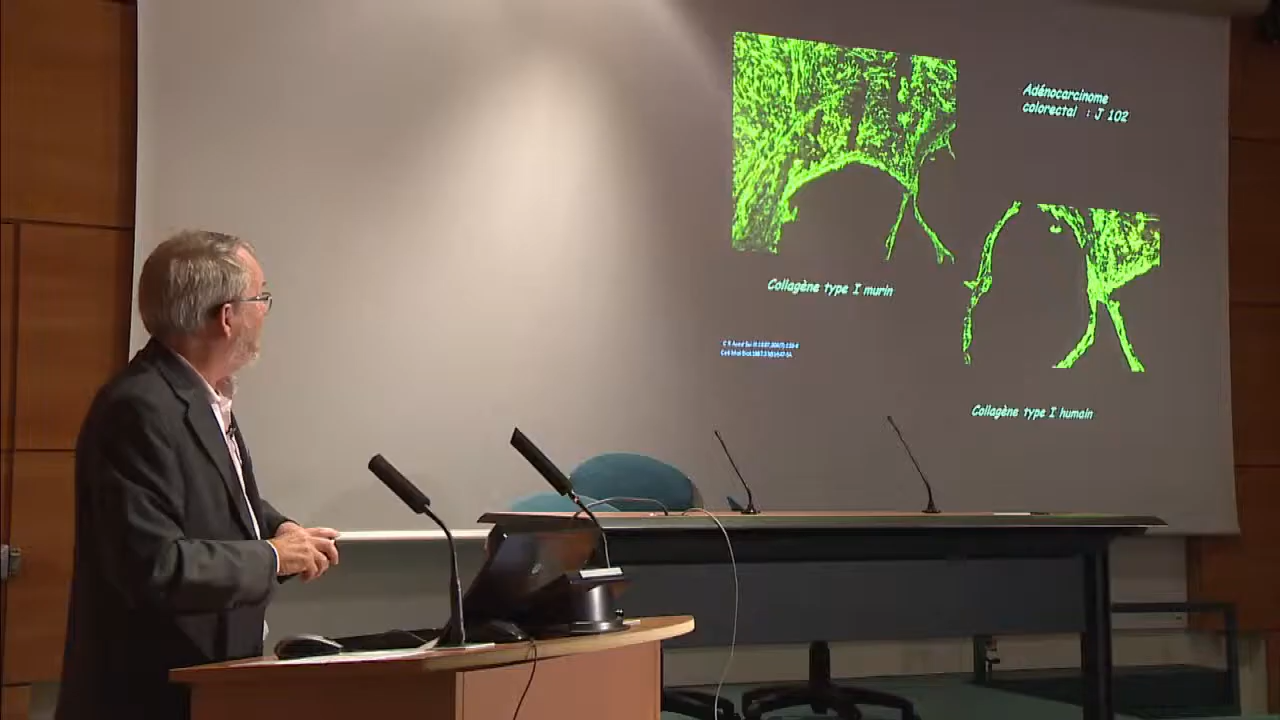 Adénocarcinome
colorectal : J 102
Collagène type I murin
Collagène type I humain